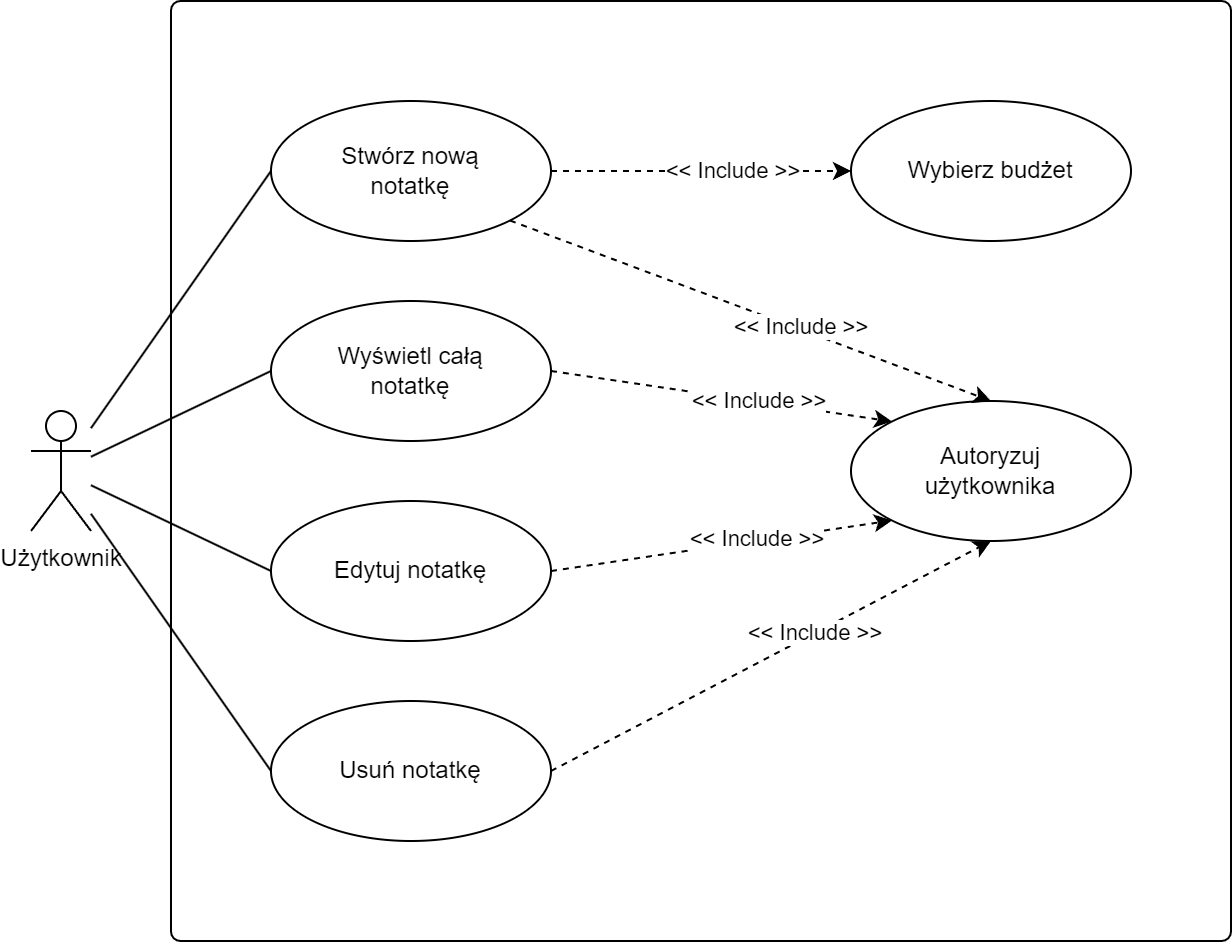 Stwórz nową
notatkę
<< Include >>
Wybierz budżet
<< Include >>
Wyświetl całą
notatkę
<< Include >>
Autoryzuj
użytkownika
Użytkownik
Edytuj notatkę
<< Include >>
<< Include >>
Usuń notatkę